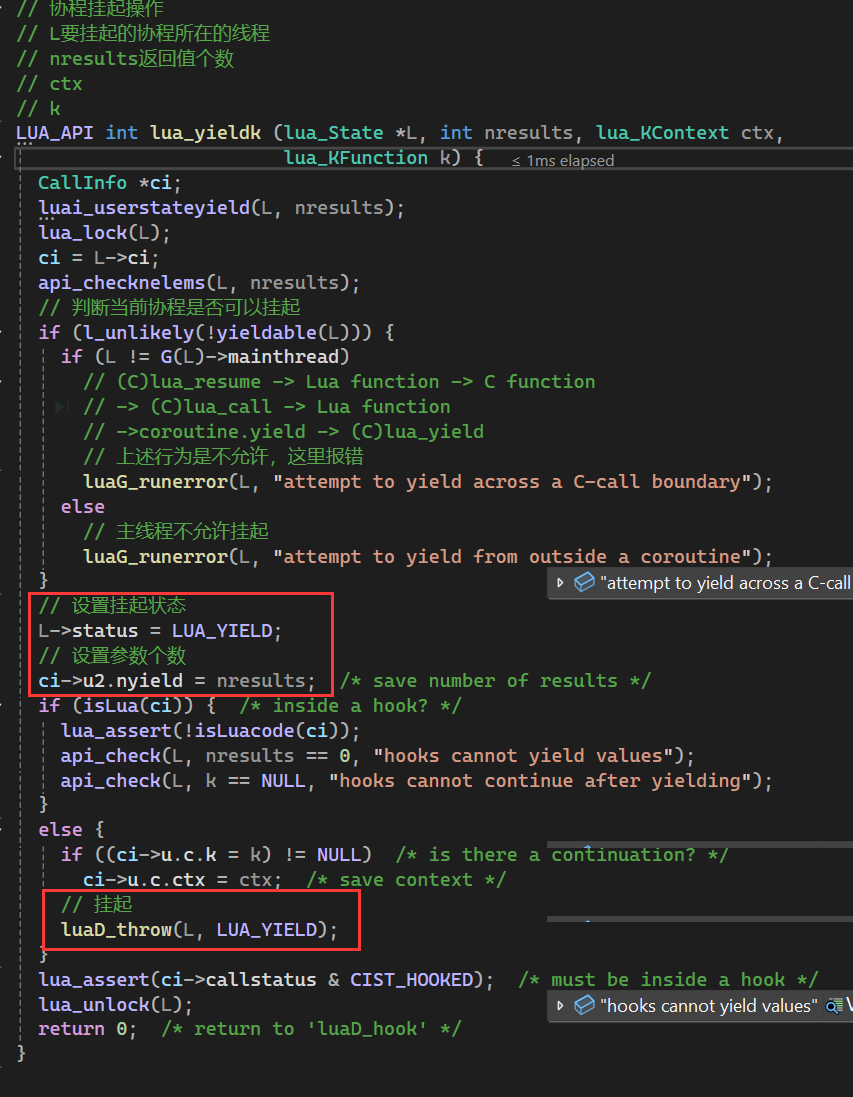 // 协程挂起操作
// L要挂起的协程所在的线程
// nresults返回值个数
// ctx
// k
LUA_API int lua_yieldk (lua_State *L, int nresults, lua_KContext ctx,
lua_KFunction k) { ≤ 1ms elapsed
CallInfo *ci;
luai_userstateyield(L, nresults);
lua_lock(L);
ci = L->ci;
api_checknelems(L, nresults);
// 判断当前协程是否可以挂起
if (l_unlikely(!yieldable(L))) {
if (L != G(L)->mainthread)
// (C)lua_resume -> Lua function -> C function
// -> (C)lua_call -> Lua function
// ->coroutine.yield -> (C)lua_yield
// 上述行为是不允许，这里报错
luaG_runerror(L, "attempt to yield across a C-call boundary");
else
// 主线程不允许挂起
luaG_runerror(L, "attempt to yield from outside a coroutine");
}
"attempt to yield across a C-call
// 设置挂起状态
L->status = LUA_YIELD;
// 设置参数个数
ci->u2.nyield = nresults; /* save number of results */
if (isLua(ci)) { /* inside a hook? */
lua_assert(!isLuacode(ci));
api_check(L, nresults == 0, "hooks cannot yield values");
api_check(L, k == NULL, "hooks cannot continue after yielding");
}
else {
if ((ci->u.c.k = k) != NULL) /* is there a continuation? */
ci->u.c.ctx = ctx; /* save context */
// 挂起
luaD_throw(L, LUA_YIELD);
}
lua_assert(ci->callstatus & CIST_HOOKED); /* must be inside a hook */
lua_unlock(L);
"hooks cannot yield values"
return 0; /* return to 'luaD_hook' */
}